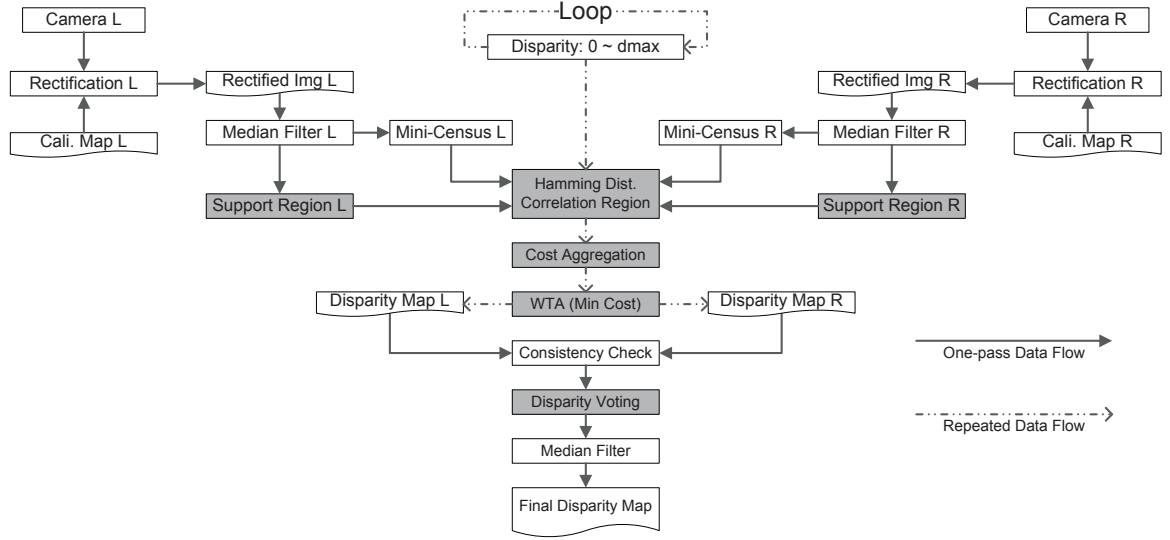 Loop
Camera L
Disparity: 0 ~ dmax
Camera R
Rectification L
Rectified Img L
Rectified Img R
Rectification R
Cali. Map L
Median Filter L
Mini-Census L
Mini-Census R
Median Filter R
Cali. Map R
Support Region L
Hamming Dist.
Correlation Region
Support Region R
Cost Aggregation
Disparity Map L
WTA (Min Cost)
Disparity Map R
Consistency Check
One-pass Data Flow
Disparity Voting
Repeated Data Flow
Median Filter
Final Disparity Map